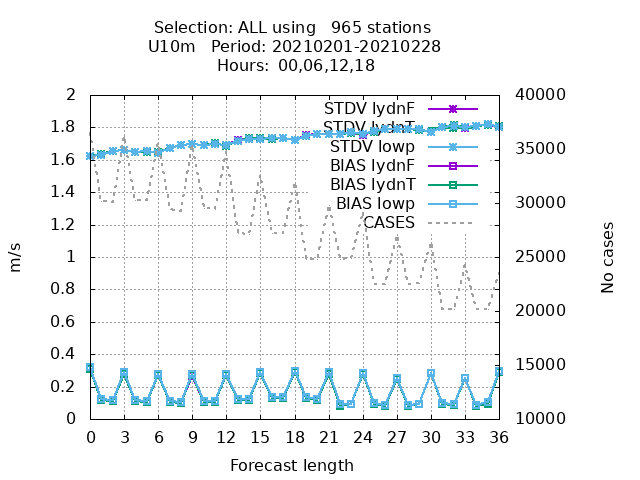 Selection: ALL using 965 stations
U10m Period: 20210201-20210228
Hours: 00,06,12,18
m/s
No cases
2
1.8
1.6
1.4
1.2
1
0.8
0.6
0.4
0.2
0
40000
35000
30000
25000
20000
15000
10000
STDV lydnF
STDV lydnT
STDV lowp
BIAS lydnF
BIAS lydnT
BIAS lowp
CASES
0 3 6 9 12 15 18 21 24 27 30 33 36
Forecast length